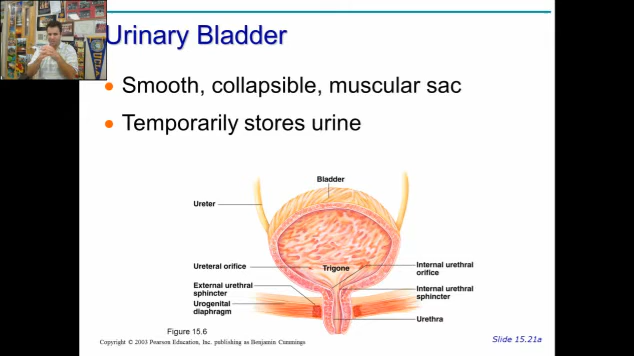 Urinary Bladder
Smooth, collapsible, muscular sac
Temporarily stores urine
Bladder
Ureter
Ureteral orifice
Trigone
Internal urethral
orifice
External urethral
sphincter
Internal urethral
sphincter
Urogenital
diaphragm
Urethra
Figure 15.6
Copyright © 2003 Pearson Education, Inc. publishing as Benjamin Cummings
Slide 15.21a
UCLA